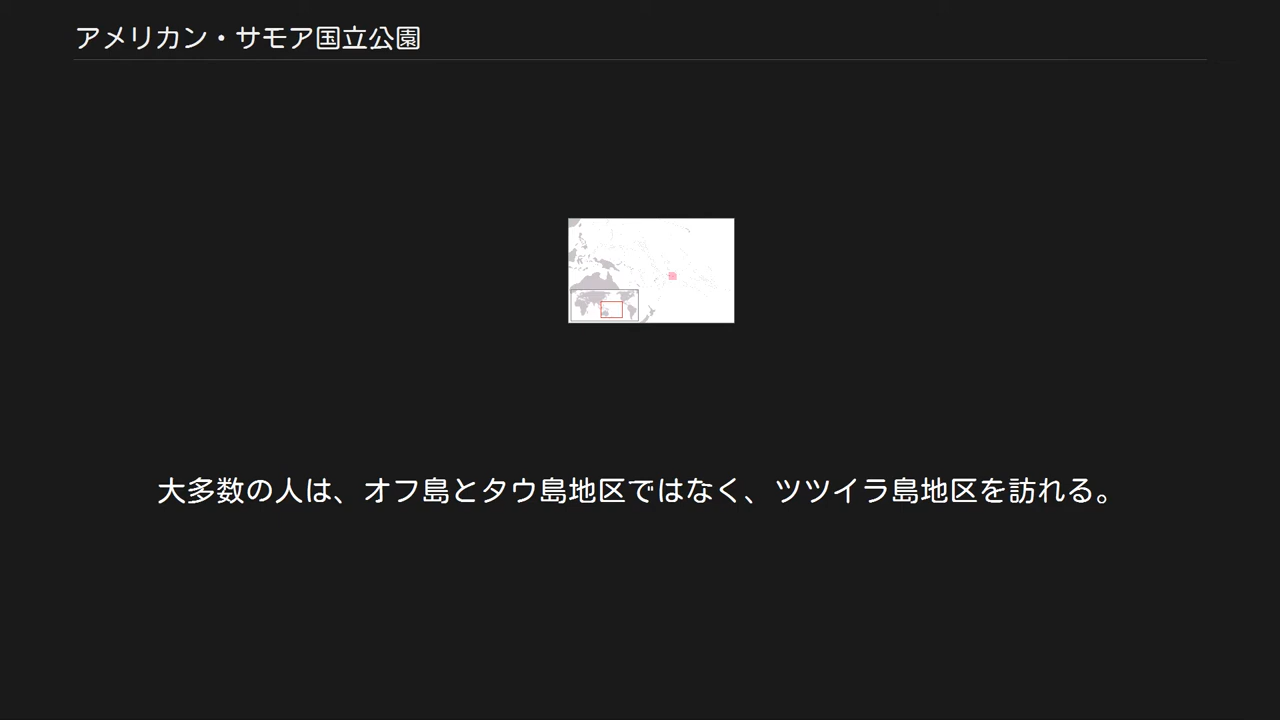 アメリカン・サモア国立公園
大多数の人は、オフ島とタウ島地区ではなく、ツツイラ島地区を訪れる。